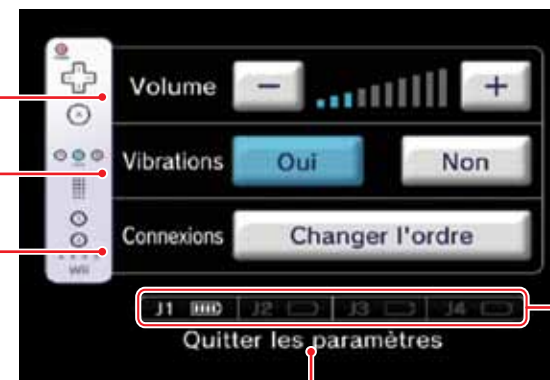 Volume − +
Vibrations Oui Non
Connexions Changer l'ordre
Wii
J1 J2 J3 J4
Quitter les paramètres